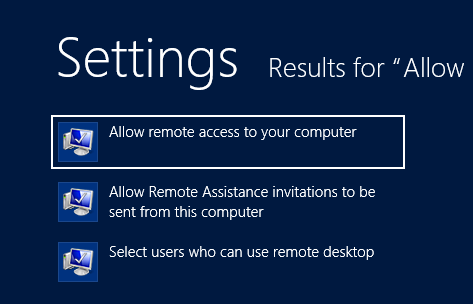 Settings Results for “Allow
Allow remote access to your computer
Allow Remote Assistance invitations to be
sent from this computer
Select users who can use remote desktop